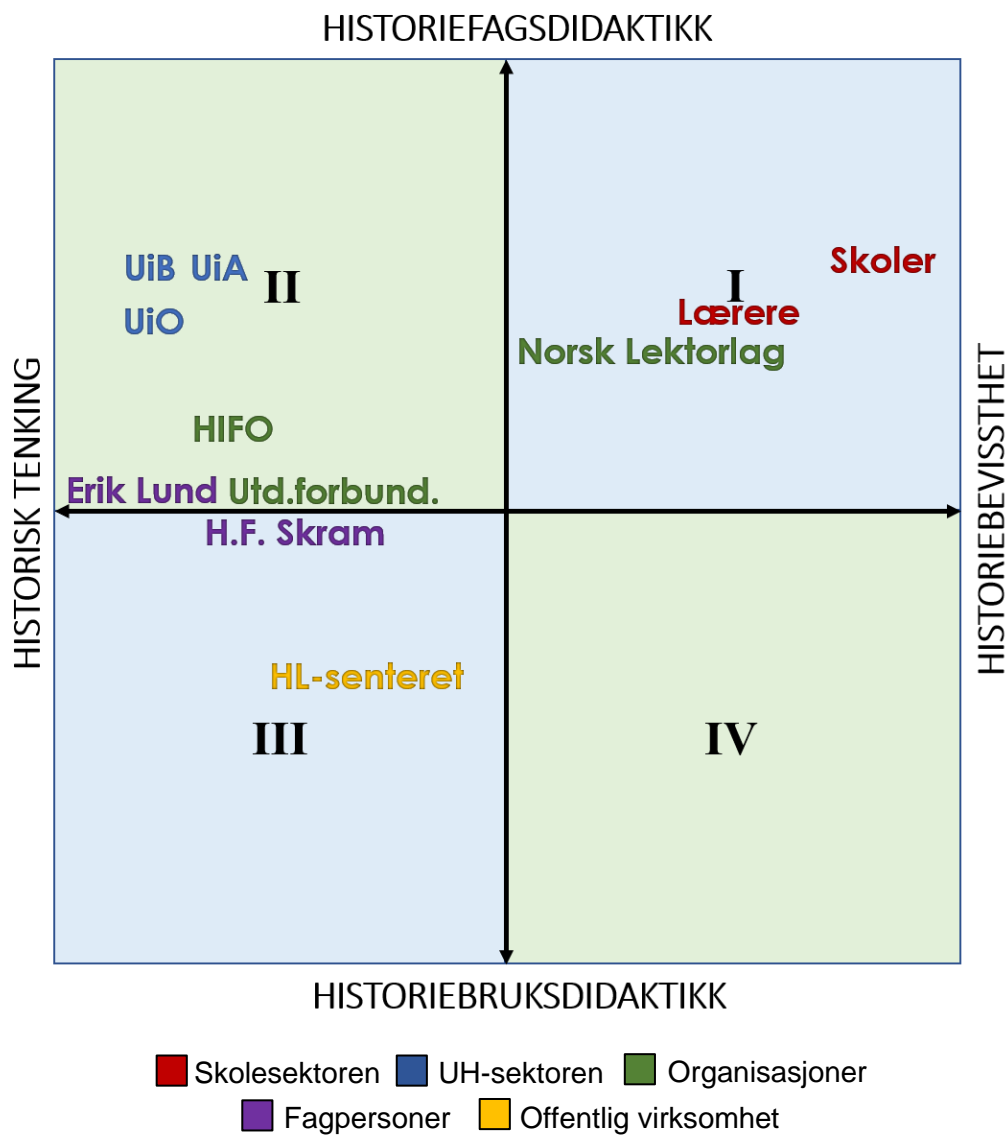 HISTORIEFAGSDIDAKTIKK
UiB UiA
II
UiO
HIFO
Erik Lund Utd.forbund.
H.F. Skram
Skoler
I
Lærere
Norsk Lektorlag
HISTORISK TENKING
HISTORIEBEVISSTHET
HL-senteret
III
IV
HISTORIEBRUKSDIDAKTIKK
Skolesektoren UH-sektoren Organisasjoner
Fagpersoner Offentlig virksomhet